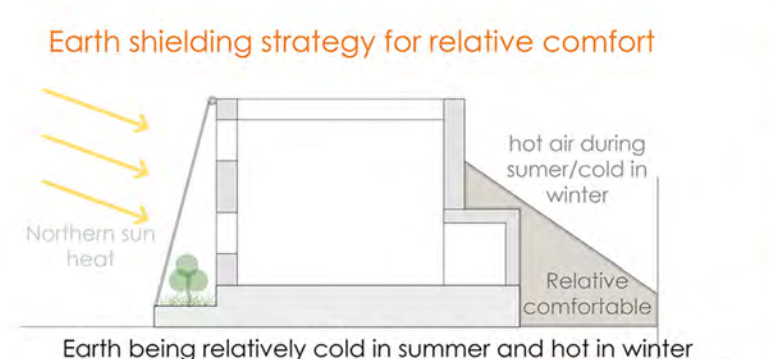 Earth shielding strategy for relative comfort
hot air during
sumer/cold in
winter
Northern sun
heat
Relative
comfortable
Earth being relatively cold in summer and hot in winter